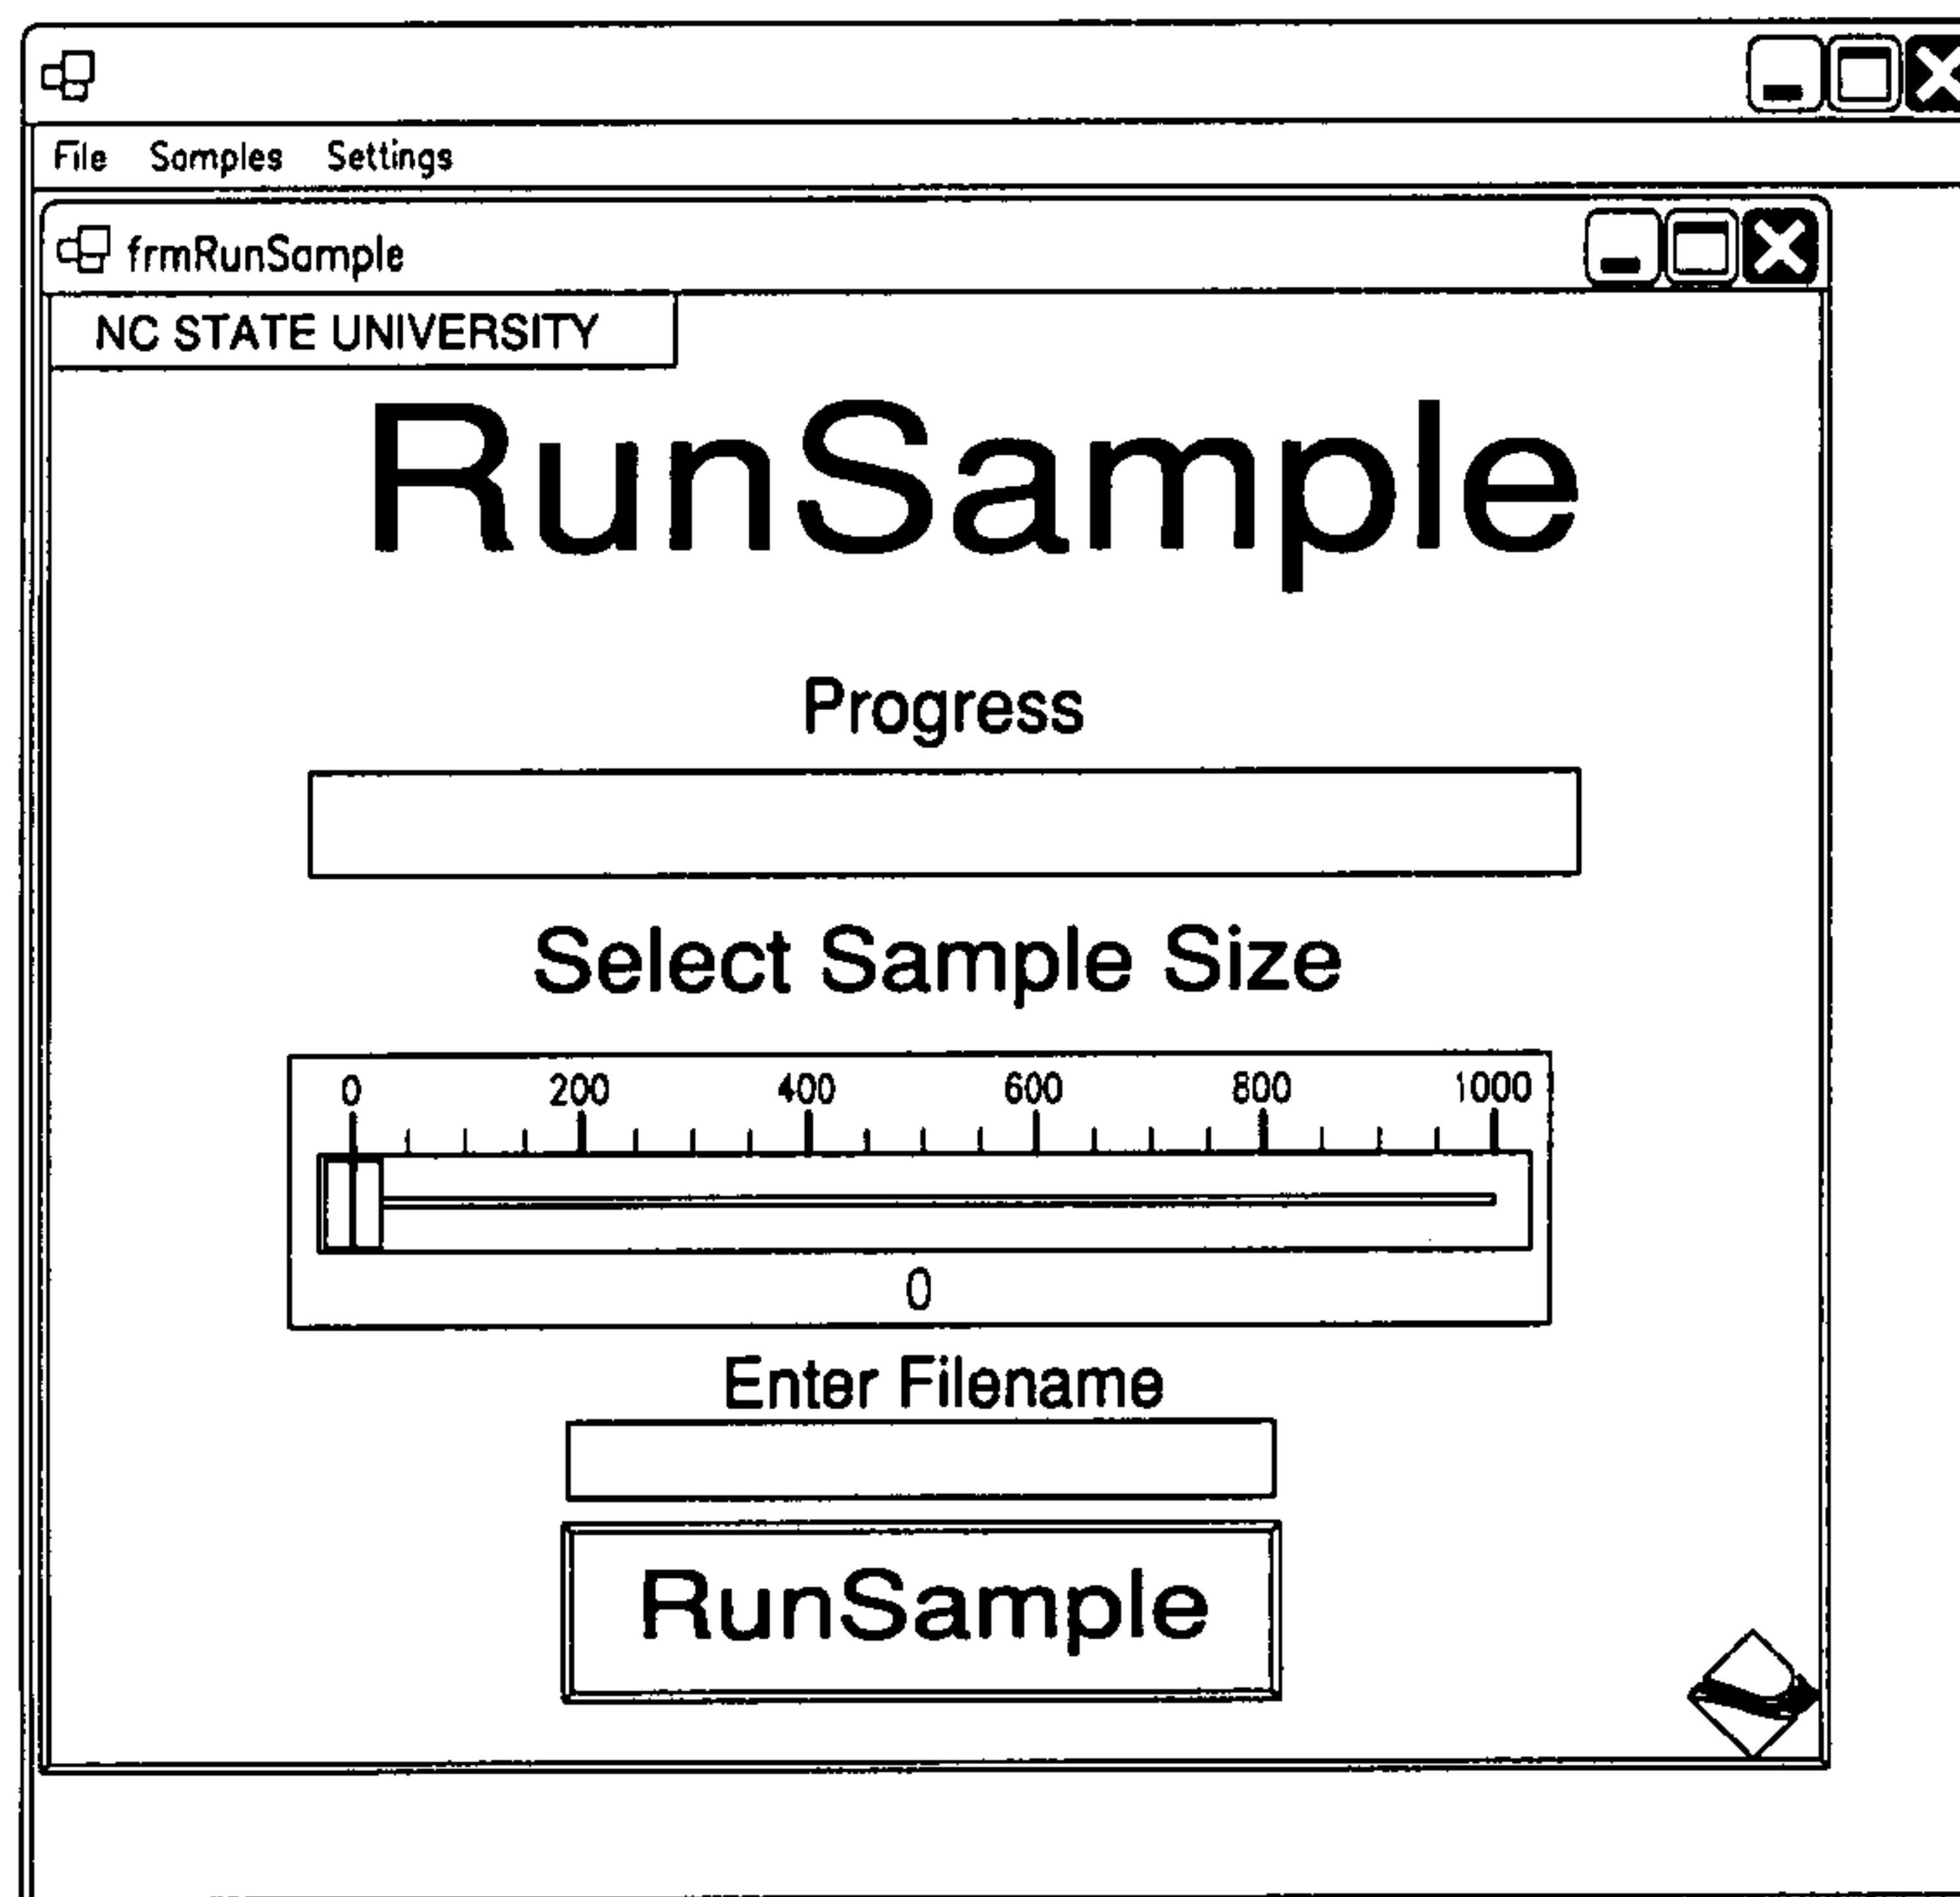 File Samples Settings
frmRunSample
NC STATE UNIVERSITY
RunSample
Progress
Select Sample Size
0 200 400 600 800 1000
0
Enter Filename
RunSample